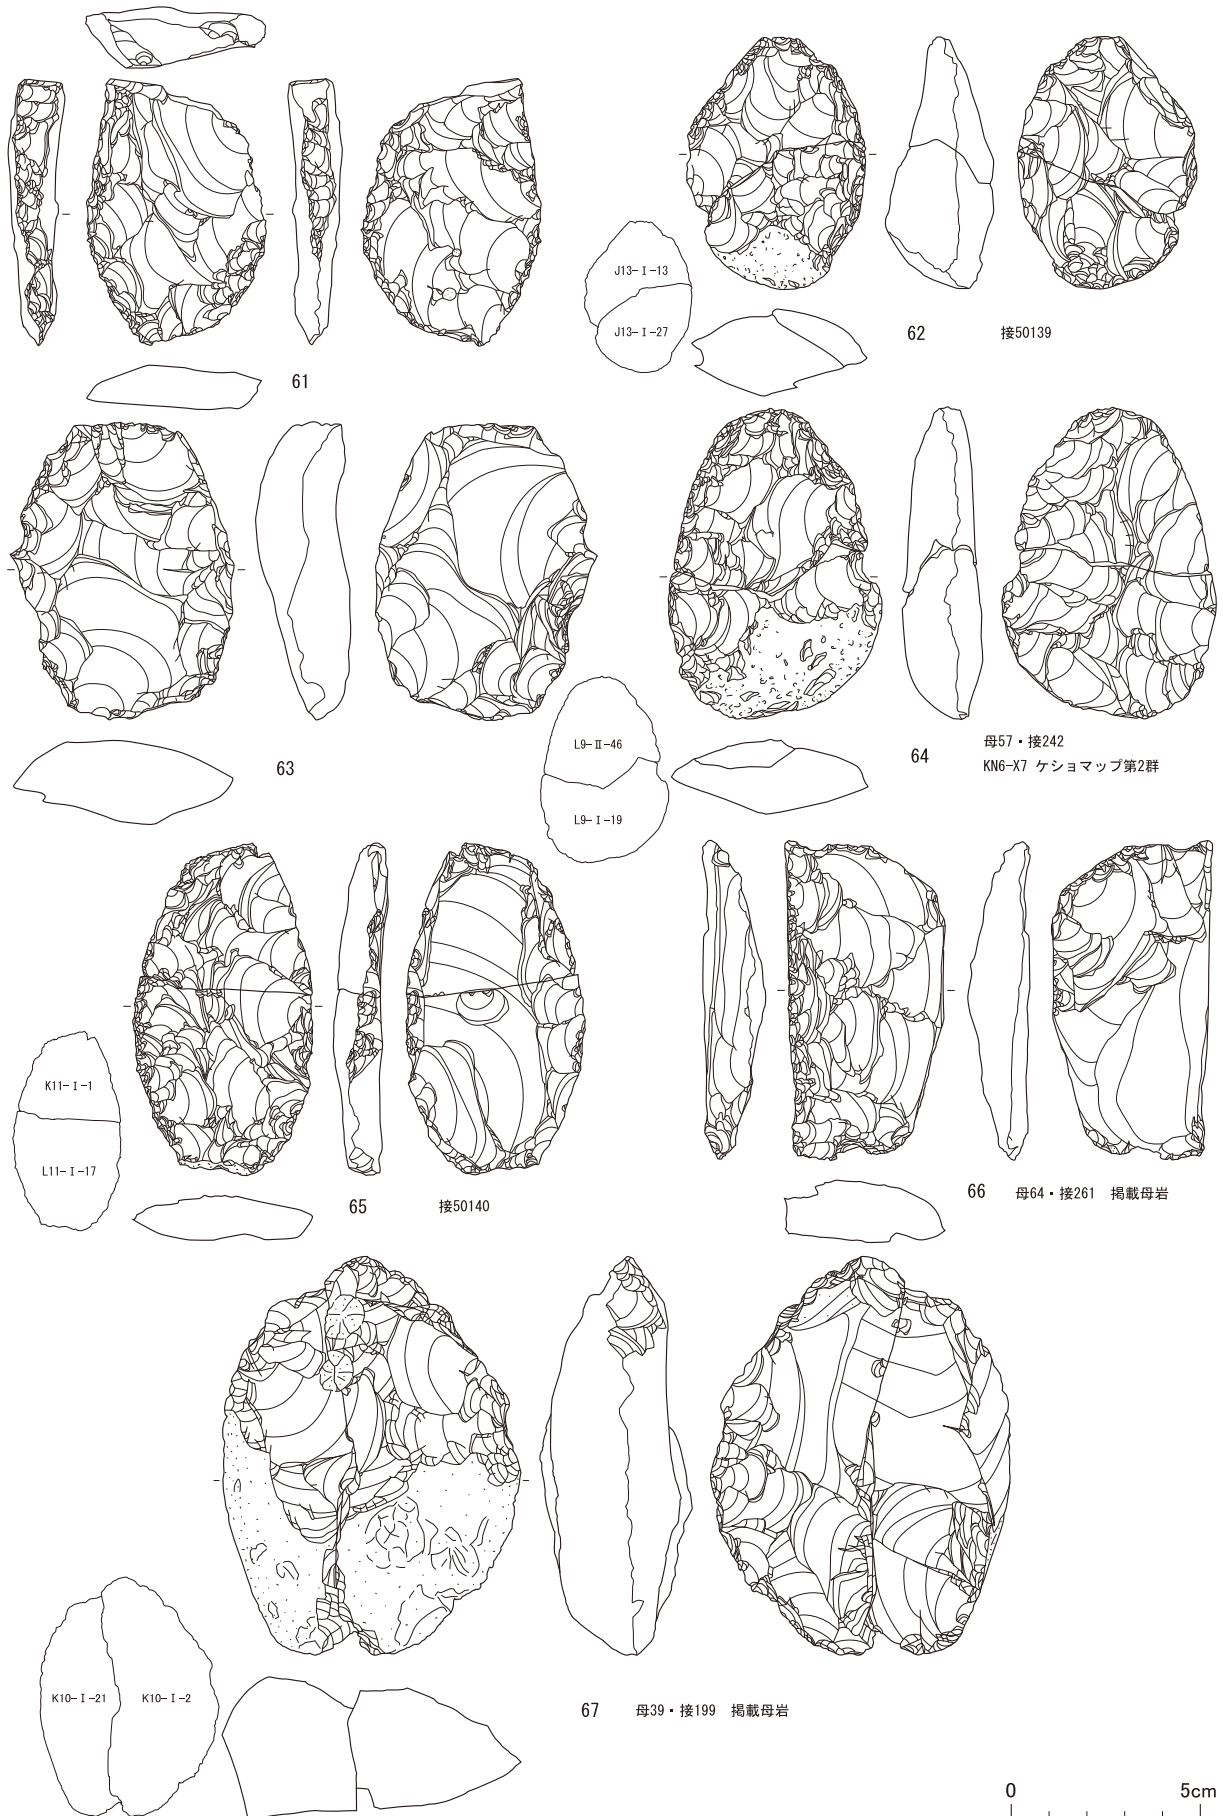 61
J13-Ⅰ-13
J13-Ⅰ-27
62 接50139
63
L9-Ⅱ-46
L9-Ⅰ-19
64 母57・接242
KN6-X7 ケショマップ第2群
K11-Ⅰ-1
L11-Ⅰ-17
65 接50140
66 母64・接261 掲載母岩
K10-Ⅰ-21 K10-Ⅰ-2
67 母39・接199 掲載母岩
0 5cm